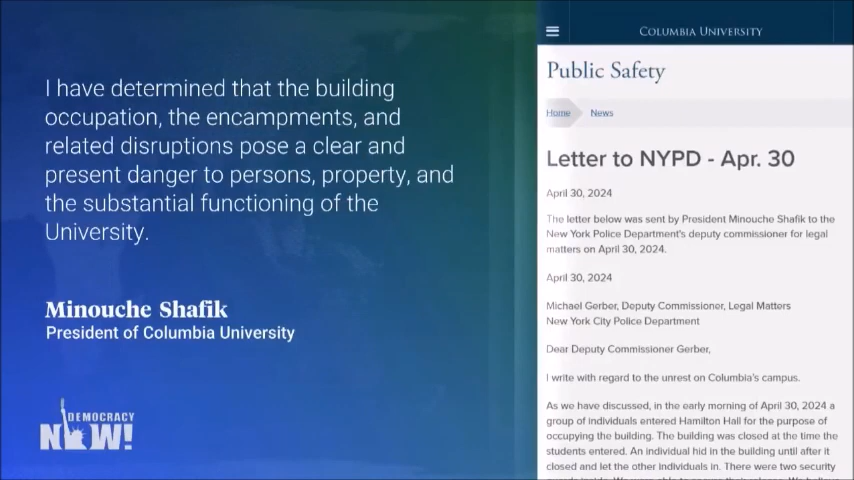 I have determined that the building
occupation, the encampments, and
related disruptions pose a clear and
present danger to persons, property, and
the substantial functioning of the
University.
Minouche Shafik
President of Columbia University
DEMOCRACY
NOW!
COLUMBIA UNIVERSITY
Public Safety
Home
News
Letter to NYPD - Apr. 30
April 30, 2024
The letter below was sent by President Minouche Shafik to the
New York Police Department's deputy commissioner for legal
matters on April 30, 2024.
April 30, 2024
Michael Gerber, Deputy Commissioner, Legal Matters
New York City Police Department
Dear Deputy Commissioner Gerber,
I write with regard to the unrest on Columbia's campus.
As we have discussed, in the early morning of April 30, 2024 a
group of individuals entered Hamilton Hall for the purpose of
occupying the building. The building was closed at the time the
students entered. An individual hid in the building until after it
closed and let the other individuals in. There were two security